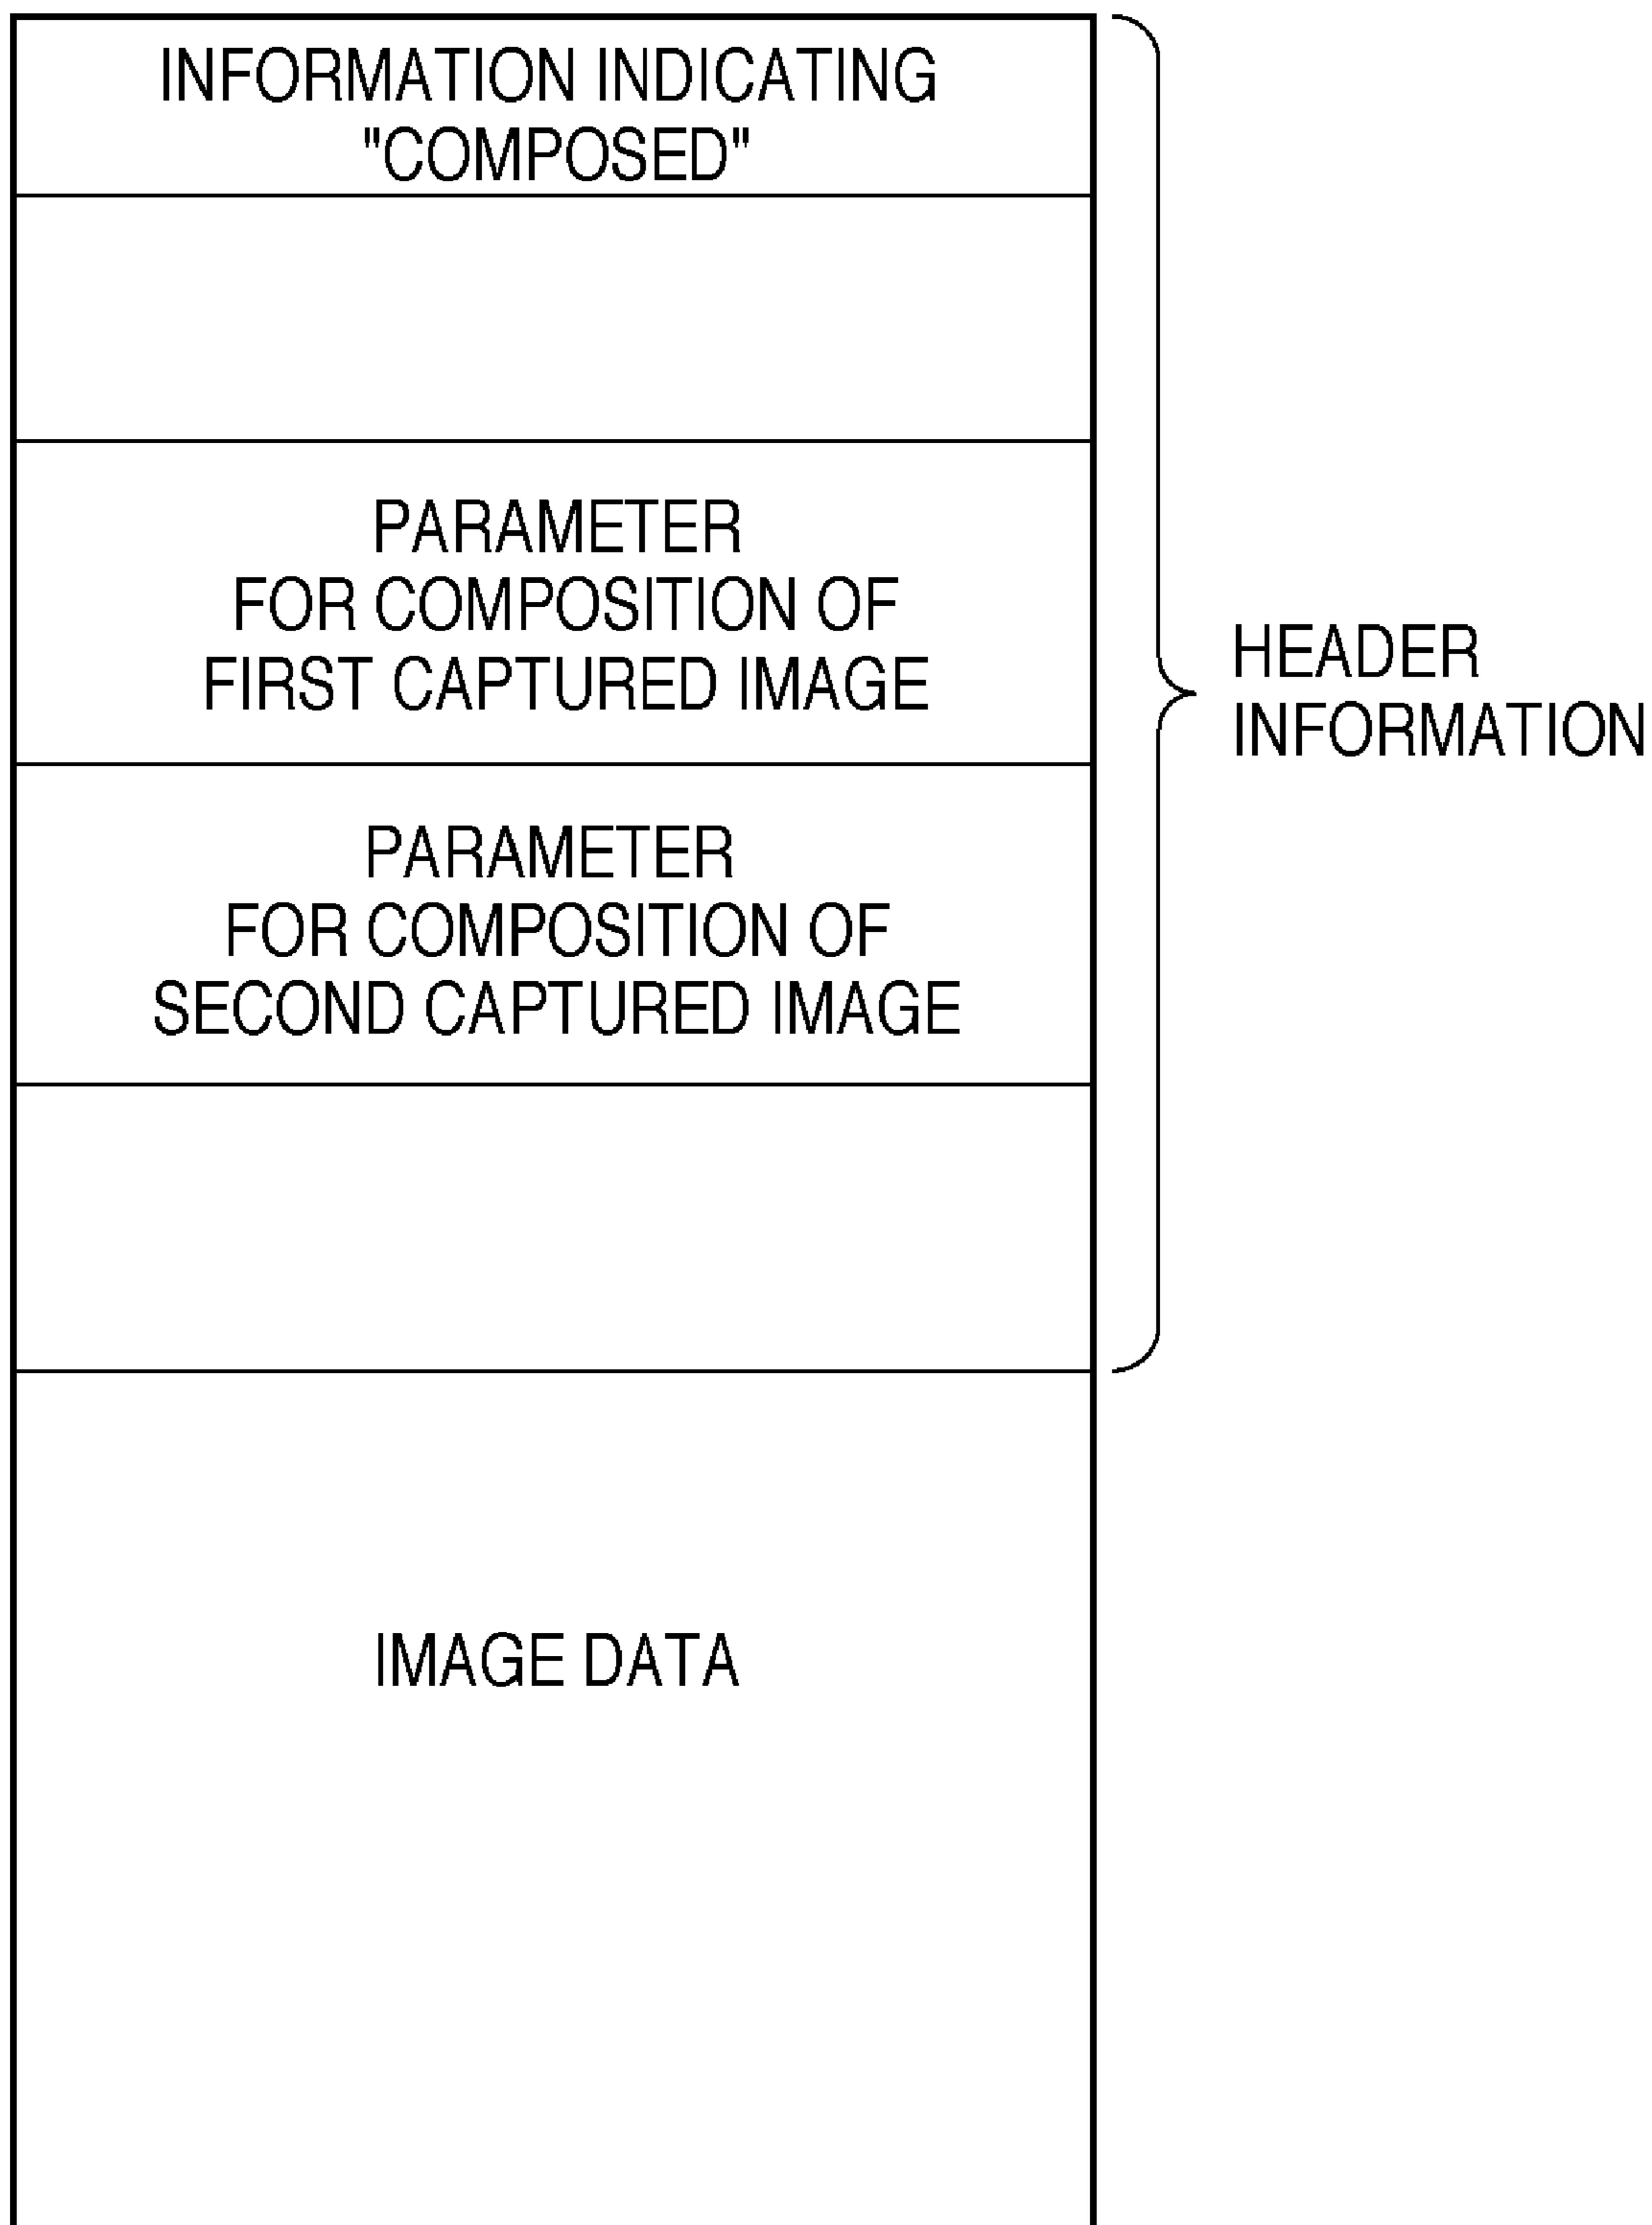 INFORMATION INDICATING
"COMPOSED"
PARAMETER
FOR COMPOSITION OF
FIRST CAPTURED IMAGE
PARAMETER
FOR COMPOSITION OF
SECOND CAPTURED IMAGE
HEADER
INFORMATION
IMAGE DATA